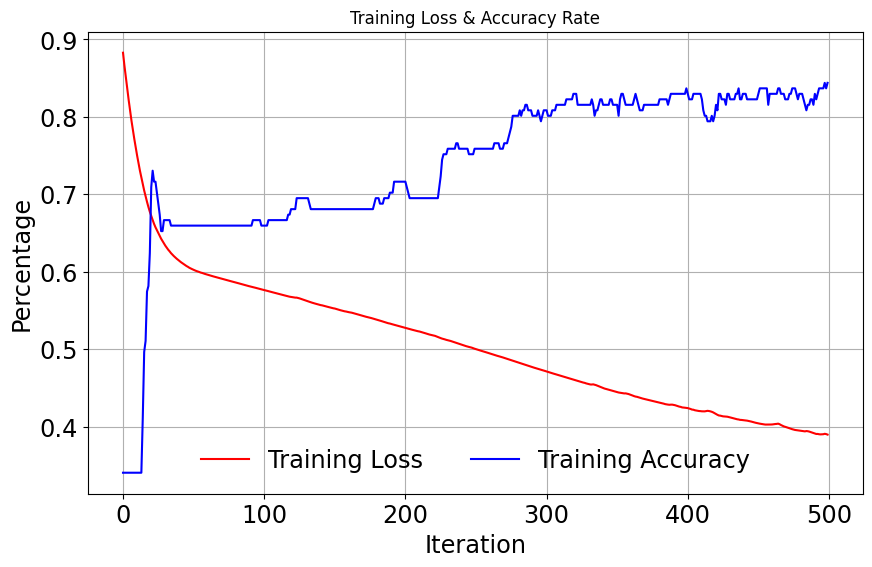 Training Loss & Accuracy Rate
0.9
0.8
0.7
0.6
0.5
0.4
Percentage
Training Loss Training Accuracy
0 100 200 300 400 500
Iteration